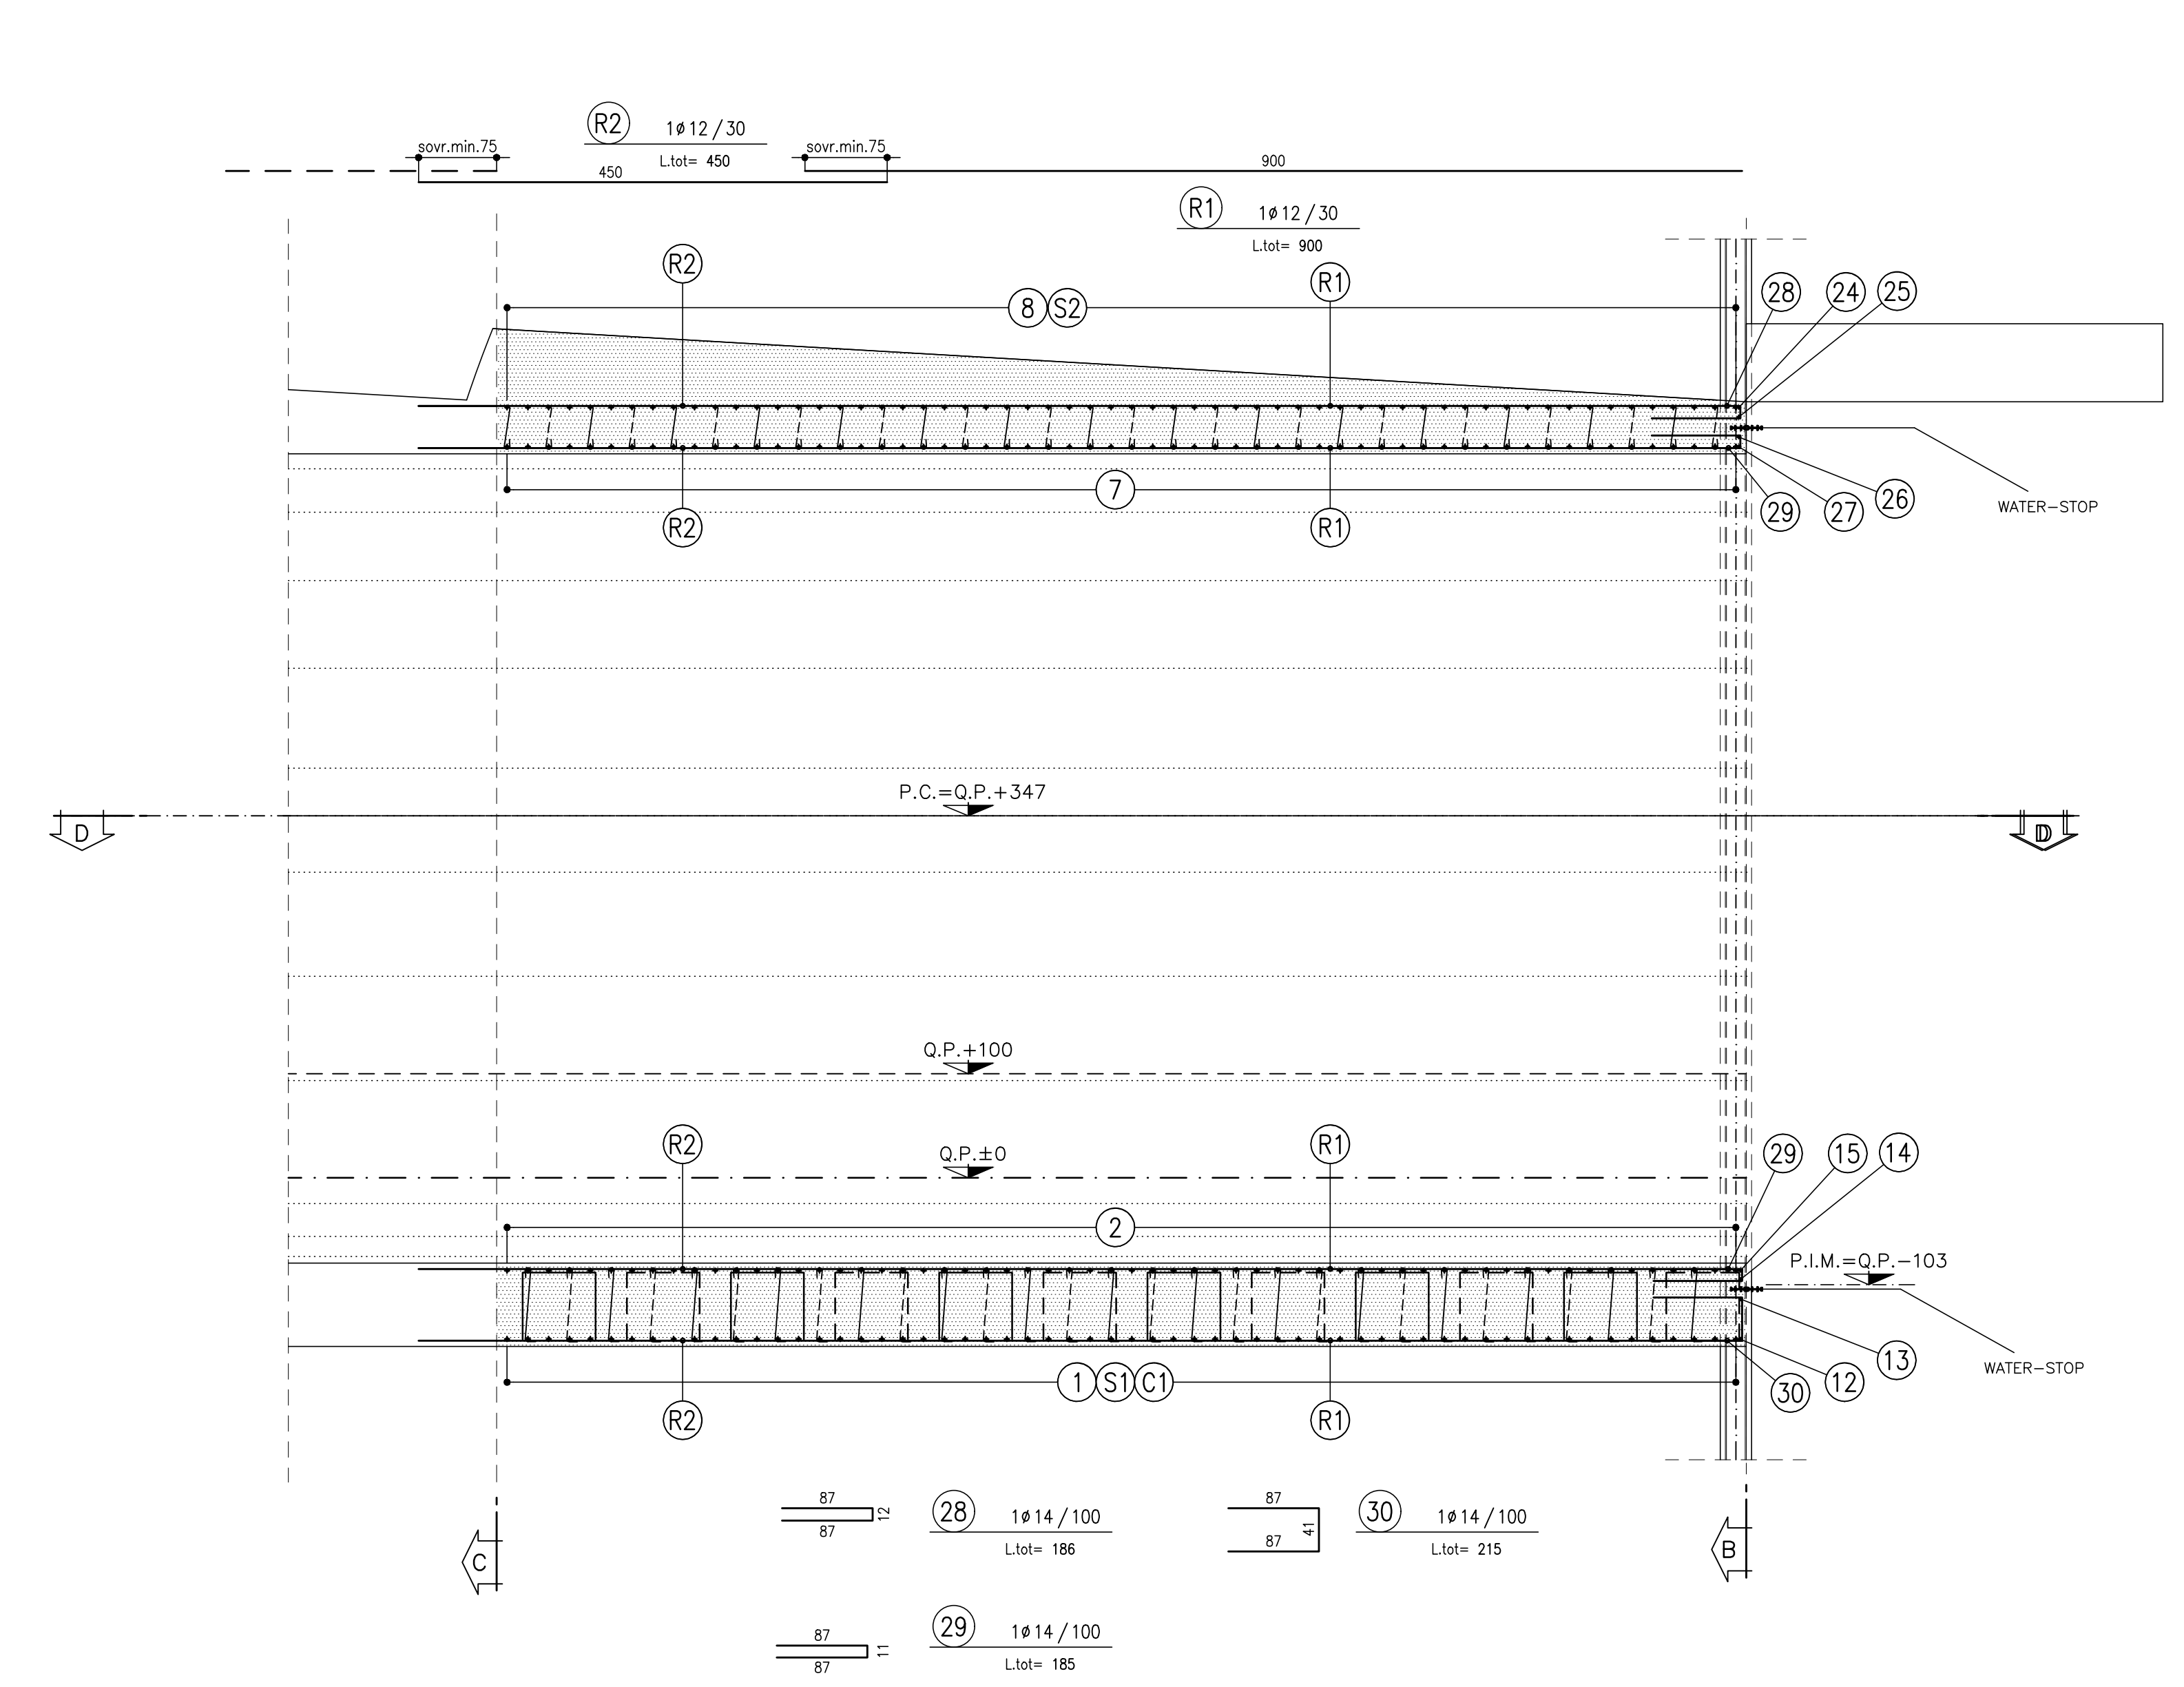 R2 1ø12/30
sovr.min.75 sovr.min.75
L.tot= 450 900
450
R1 1ø12/30
L.tot= 900
R2 R1
8 S2 28 24 25
7
R2 R1 29 27 26
WATER-STOP
P.C.=Q.P.+347
D D
Q.P.+100
R2 R1 29 15 14
Q.P.±0
2
P.I.M.=Q.P.-103
13
WATER-STOP
1 S1 C1 30 12
R2 R1
87 28 1ø14/100 87 30 1ø14/100
12 41
87 87
L.tot= 186 L.tot= 215
C B
29 1ø14/100
87
11
87 L.tot= 185